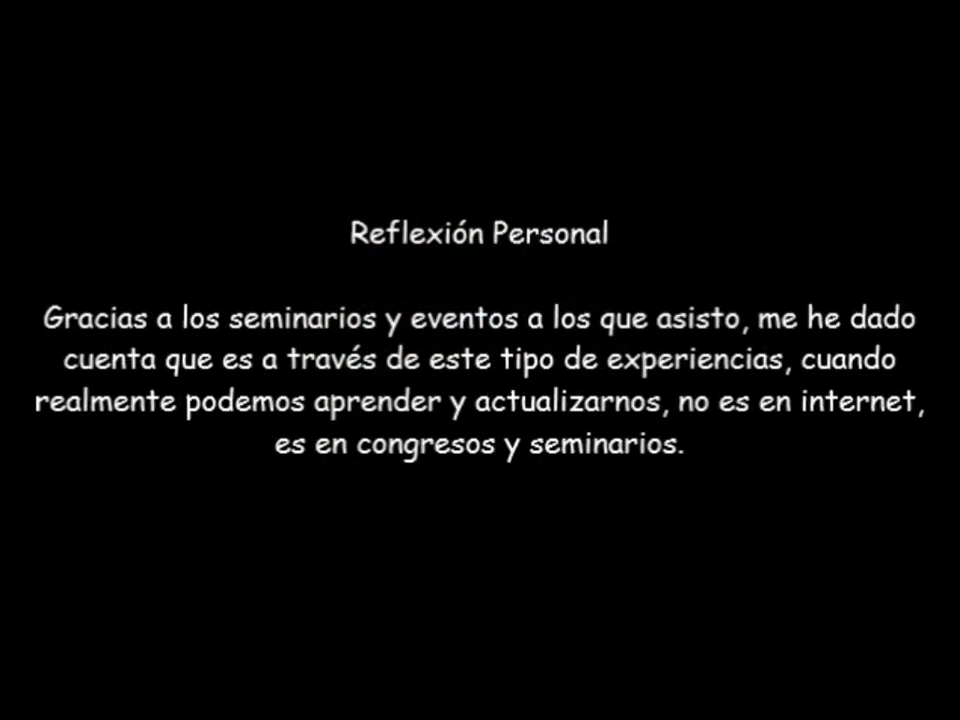 Reflexión Personal
Gracias a los seminarios y eventos a los que asisto, me he dado
cuenta que es a través de este tipo de experiencias, cuando
realmente podemos aprender y actualizarnos, no es en internet,
es en congresos y seminarios.